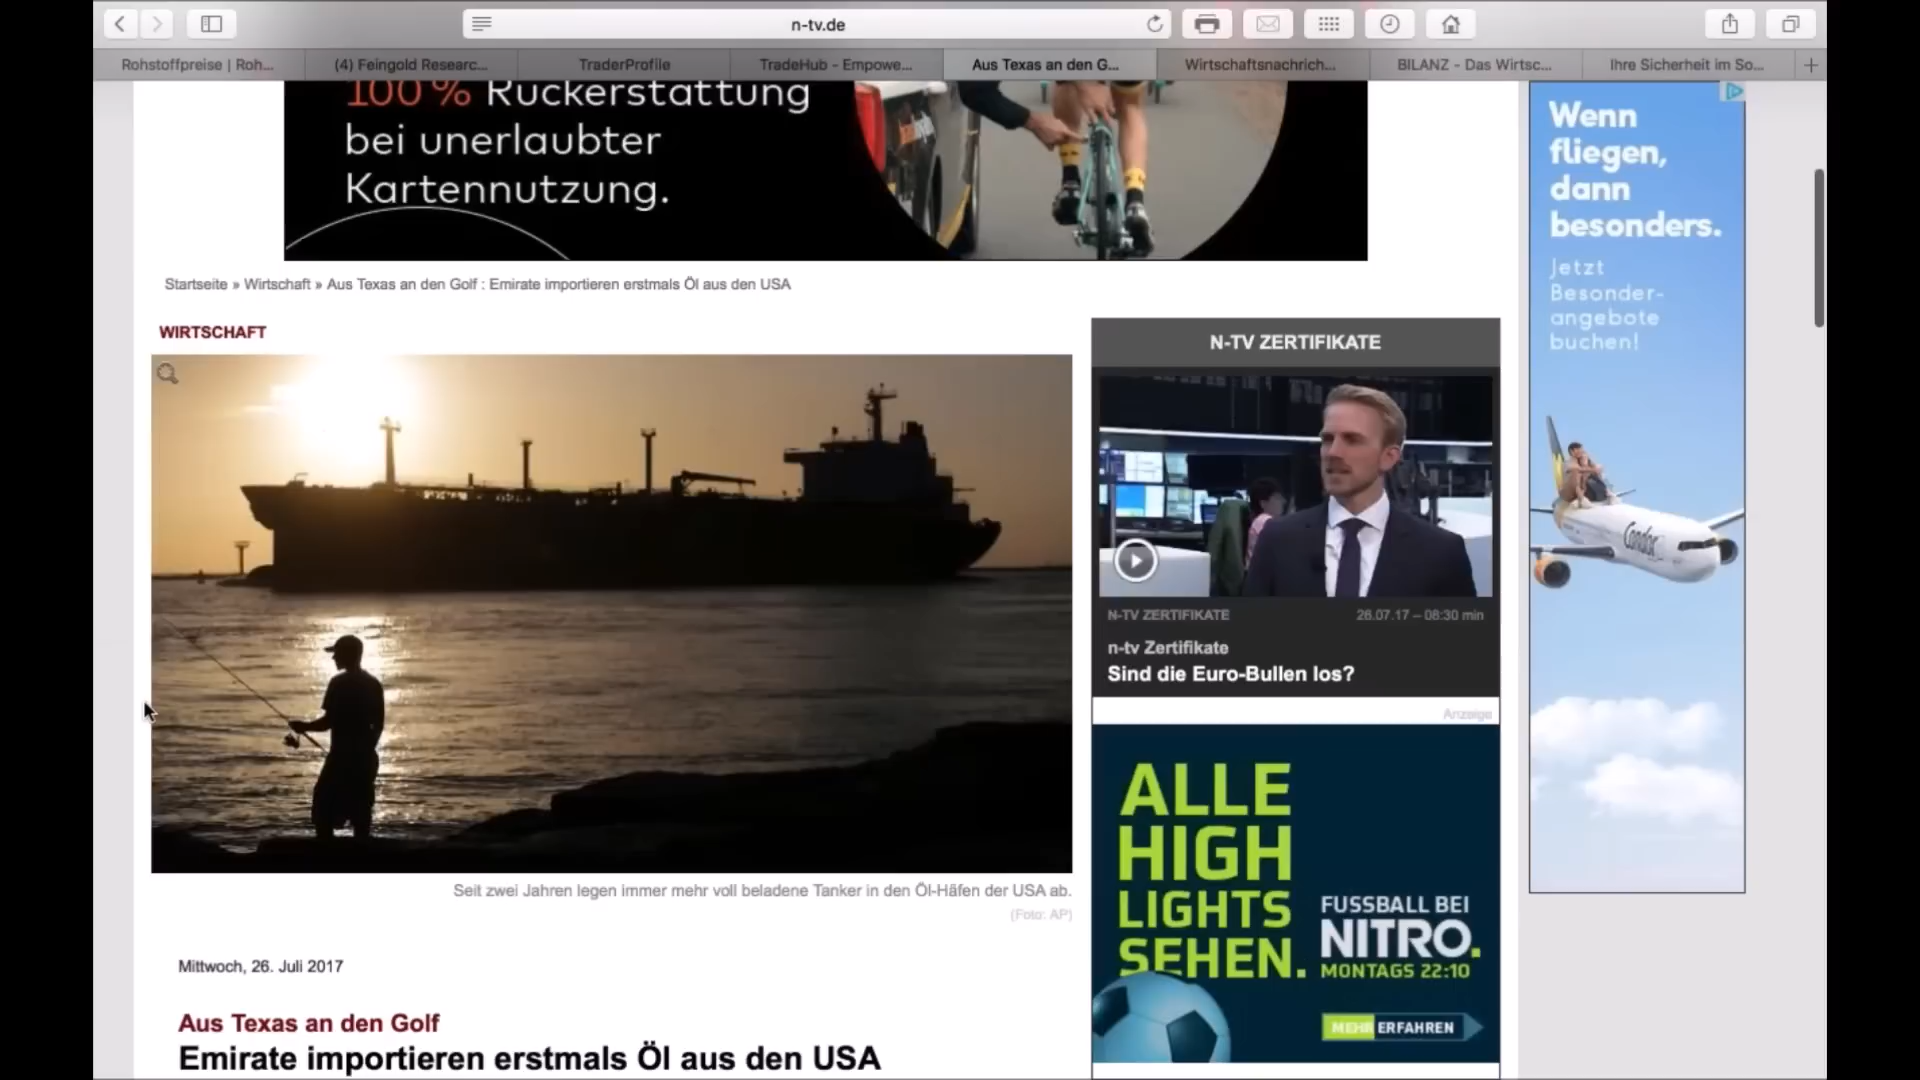 n-tv.de
Rohstoffpreise | Roh...
(4) Feingold Researc...
TraderProfile
TradeHub - Empowe...
Aus Texas an den G...
Wirtschaftsnachrich...
BILANZ - Das Wirtsc...
Ihre Sicherheit im So...
100 % Rückerstattung
bei unerlaubter
Kartennutzung.
Wenn
fliegen,
dann
besonders.
Jetzt
Besonder-
angebote
buchen!
Condor
Startseite » Wirtschaft » Aus Texas an den Golf : Emirate importieren erstmals Öl aus den USA
WIRTSCHAFT
Seit zwei Jahren legen immer mehr voll beladene Tanker in den Öl-Häfen der USA ab.
(Foto: AP)
Mittwoch, 26. Juli 2017
Aus Texas an den Golf
Emirate importieren erstmals Öl aus den USA
N-TV ZERTIFIKATE
N-TV ZERTIFIKATE
26.07.17 – 08:30 min
n-tv Zertifikate
Sind die Euro-Bullen los?
Anzeige
ALLE
HIGH
LIGHTS
SEHEN.
FUSSBALL BEI
NITRO.
MONTAGS 22:10
MEHR ERFAHREN